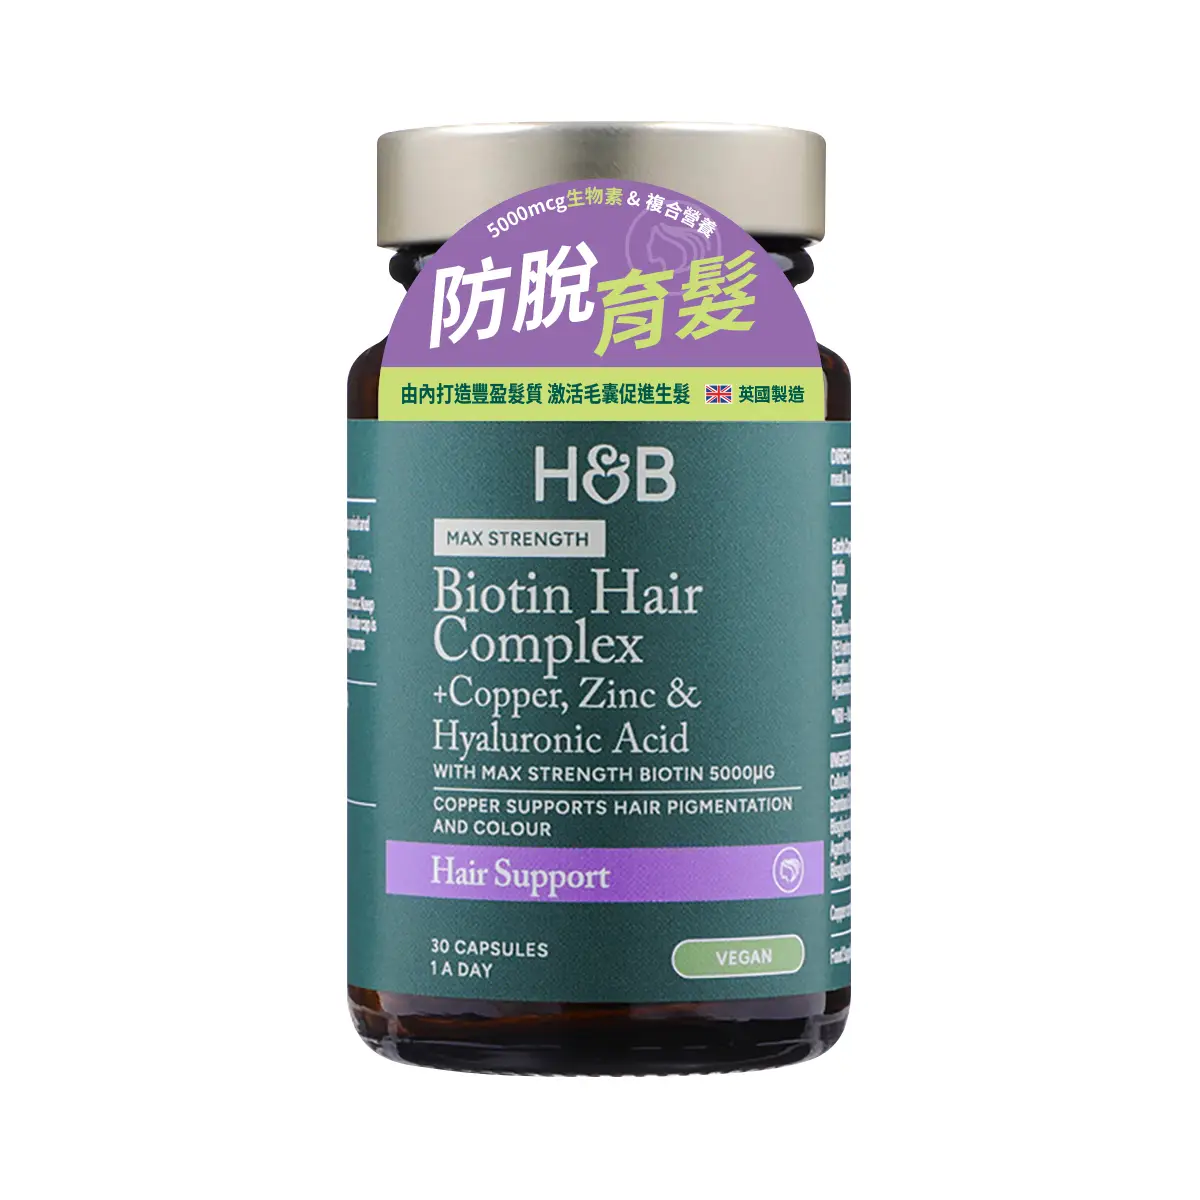 5000mcg生物素 & 複合營養
防脫育髮
由內打造豐盈髮質 激活毛囊促進生髮 英國製造
H&B
MAX STRENGTH
Biotin Hair
Complex
+Copper, Zinc &
Hyaluronic Acid
WITH MAX STRENGTH BIOTIN 5000µG
COPPER SUPPORTS HAIR PIGMENTATION
AND COLOUR
Hair Support
30 CAPSULES
1 A DAY
VEGAN
Biotin
Copper
Zinc